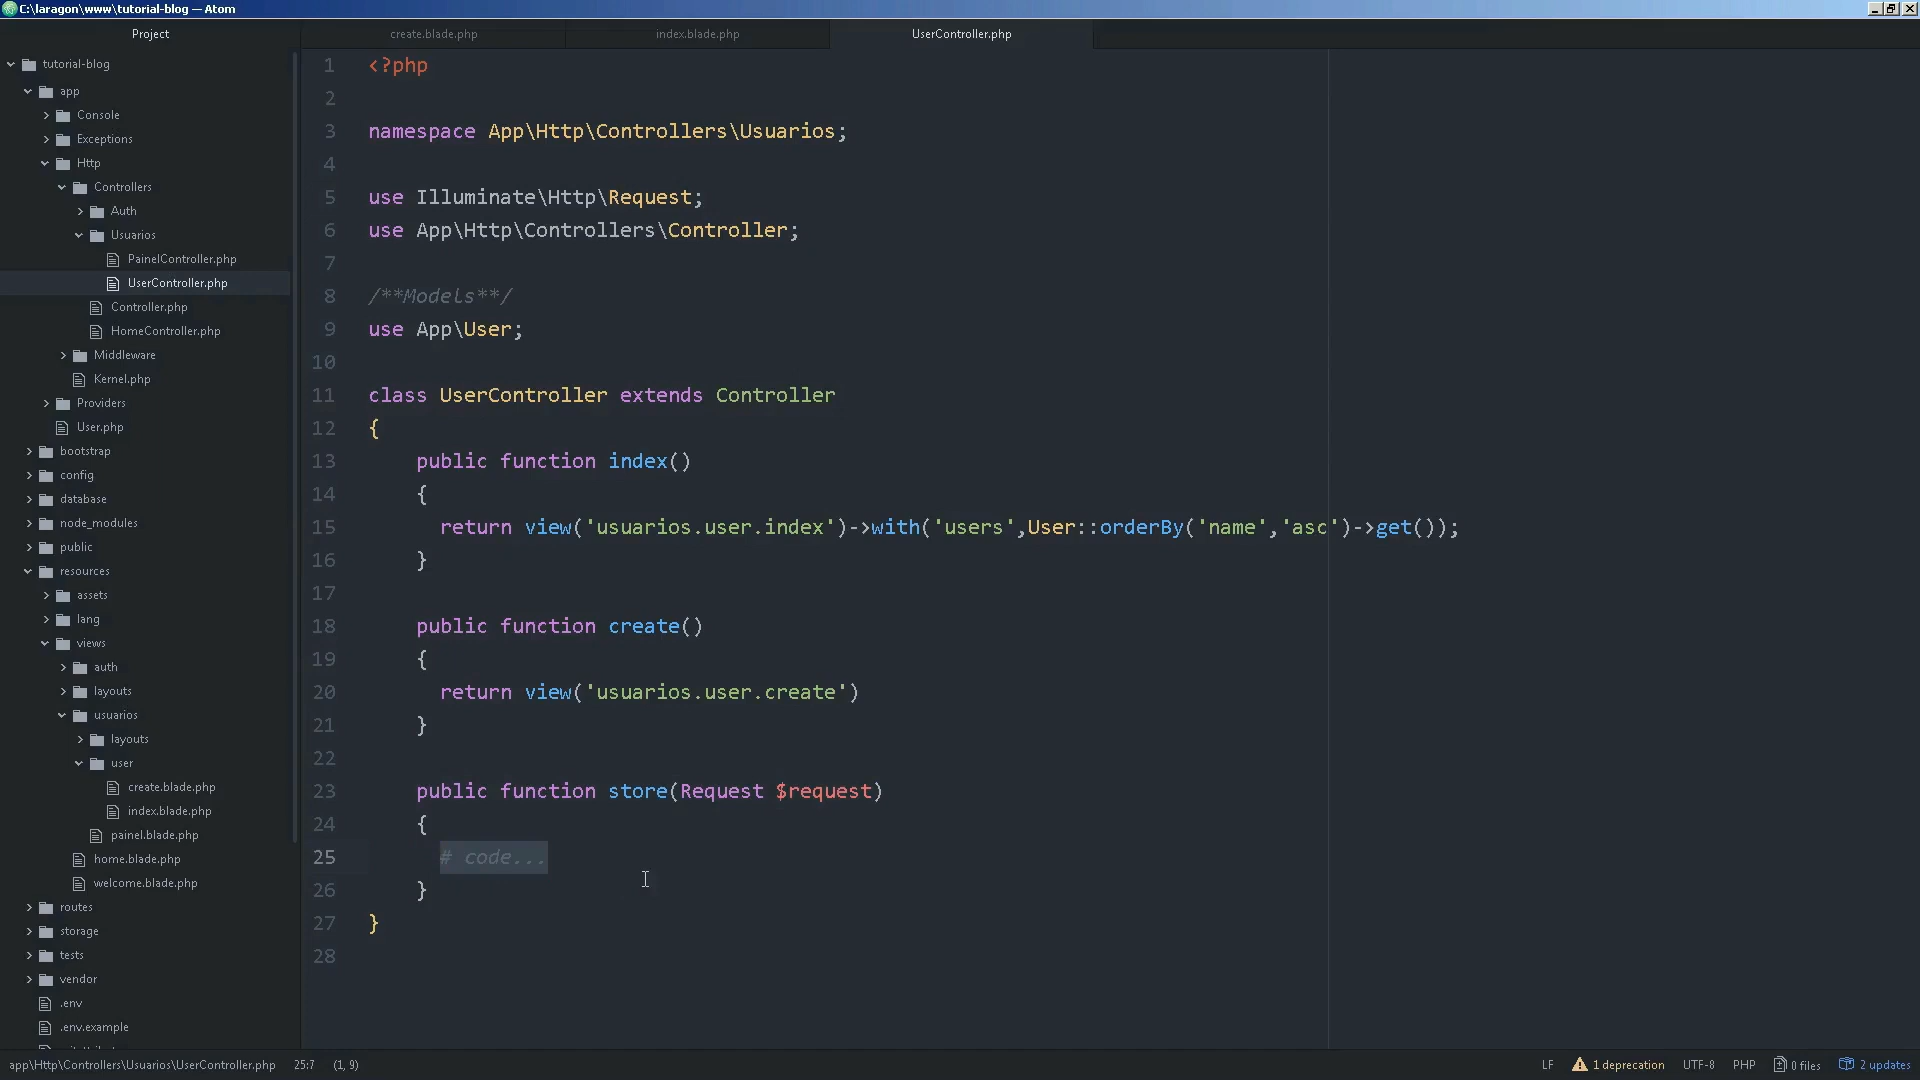 C:\laragon\www\tutorial-blog — Atom
Project
create.blade.php
index.blade.php
UserController.php
tutorial-blog
app
Console
Exceptions
Http
Controllers
Auth
Usuarios
PainelController.php
UserController.php
Controller.php
HomeController.php
Middleware
Kernel.php
Providers
User.php
bootstrap
config
database
node_modules
public
resources
assets
lang
views
auth
layouts
usuarios
layouts
user
create.blade.php
index.blade.php
painel.blade.php
home.blade.php
welcome.blade.php
routes
storage
tests
vendor
.env
.env.example
1 <?php
2
3 namespace App\Http\Controllers\Usuarios;
4
5 use Illuminate\Http\Request;
6 use App\Http\Controllers\Controller;
7
8 /**Models**/
9 use App\User;
10
11 class UserController extends Controller
12 {
13 public function index()
14 {
15 return view('usuarios.user.index')->with('users',User::orderBy('name','asc')->get());
16 }
17
18 public function create()
19 {
20 return view('usuarios.user.create')
21 }
22
23 public function store(Request $request)
24 {
25 # code...
26 }
27 }
28
app\Http\Controllers\Usuarios\UserController.php 25:7 (1, 9)
LF 1 deprecation UTF-8 PHP 0 files 2 updates